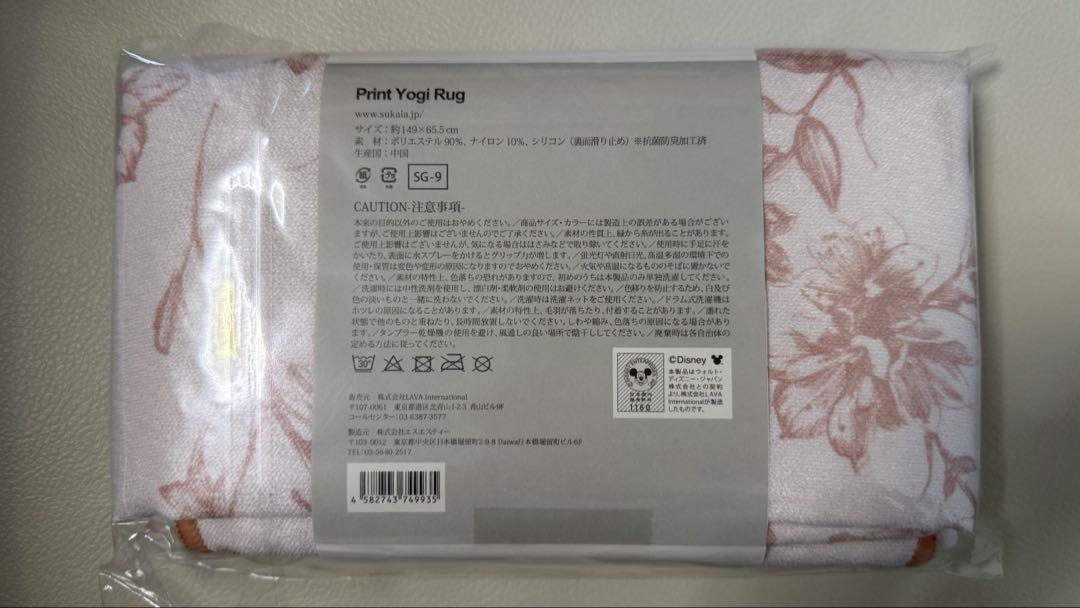 Print Yogi Rug
www.sukala.jp/
サイズ：約149×65.5cm
素　材：ポリエステル90%、ナイロン10%、シリコン（裏面滑り止め）※抗菌防臭加工済
生産国：中国
紙 プラ SG-9
CAUTION-注意事項-
本来の目的以外のご使用はおやめください。／商品サイズ・カラーには製造上の誤差がある場合がござい
ますが、ご使用上影響はございませんのでご了承ください。／素材の性質上、縁から糸が出ることがあります。
ご使用上影響はございませんが、気になる場合ははさみなどで取り除いてください。／使用時に手足に汗を
かいたり、表面に水スプレーをかけるとグリップ力が増します。／蛍光灯や直射日光、高温多湿の環境下での
使用・保管は変色や変形の原因になりますのでおやめください。／火気や高温になるもののそばに置かないで
ください。／素材の特性上、色落ちの恐れがありますので、初めのうちは本製品のみ単独洗濯してください。
／洗濯時には中性洗剤を使用し、漂白剤・柔軟剤の使用はお避けください。／色移りを防止するため、白及び
色の淡いものと一緒に洗わないでください。／洗濯時は洗濯ネットをご使用ください。／ドラム式洗濯機は
ホツレの原因になることがあります。／素材の特性上、毛羽が落ちたり、付着することがあります。／濡れた
状態で他のものと重ねたり、長時間放置しないでください。しわや縮み、色落ちの原因になる場合がありま
す。／タンブラー乾燥機の使用を避け、風通しの良い場所で陰干ししてください。／廃棄時は各自治体の
定める方法に従ってください。
30
販売元　株式会社LAVA International
〒107-0061　東京都港区北青山1-2-3 青山ビル9F
コールセンター：03-6387-3577
製造元　株式会社エスエスティー
〒103-0012　東京都中央区日本橋堀留町2-9-8 Daiwa日本橋堀留町ビル6F
TEL：03-5640-2517
4 582743 749935
©Disney
本製品はウォルト・
ディズニー・ジャパン
株式会社との契約
より、株式会社LAVA
Internationalが製造
したものです。
1160